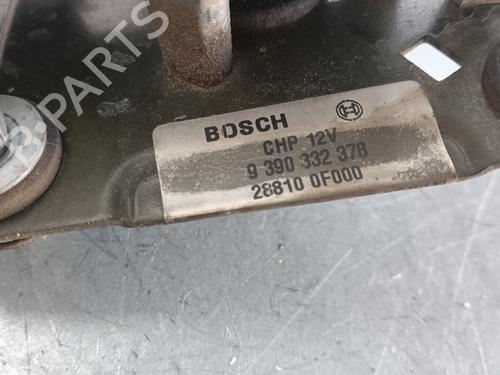 B-PARTS
BOSCH
CHP 12V
9 390 332 378
28810 0F000